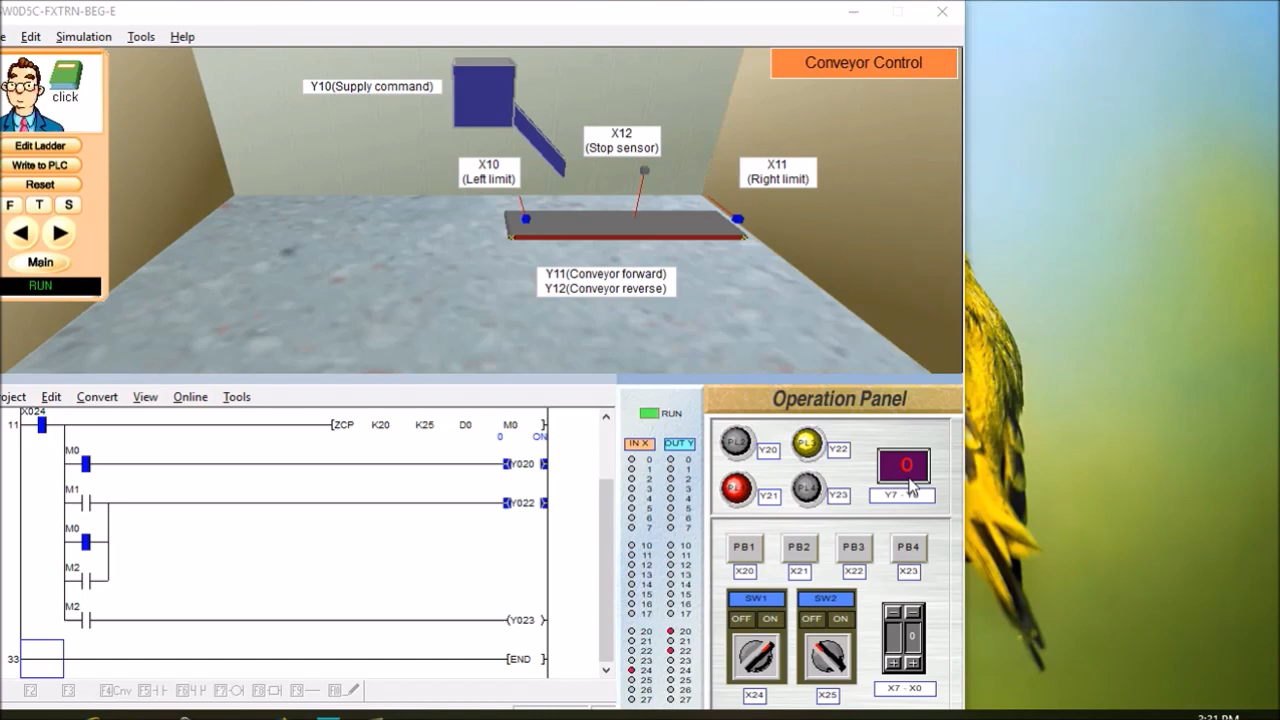 SW0D5C-FXTRN-BEG-E
Edit Simulation Tools Help
Conveyor Control
click
Edit Ladder
Write to PLC
Reset
F T S
Main
RUN
Y10(Supply command)
X12
(Stop sensor)
X10
(Left limit)
X11
(Right limit)
Y11(Conveyor forward)
Y12(Conveyor reverse)
oject Edit Convert View Online Tools
X024
11 ZCP K20 K25 D0 M0
0 ON
M0
Y020
M1
Y022
M0
M2
M2
Y023
33 END
RUN
IN X OUT Y
0 0
1 1
2 2
3 3
4 4
5 5
6 6
7 7
10 10
11 11
12 12
13 13
14 14
15 15
16 16
17 17
20 20
21 21
22 22
23 23
24 24
25 25
26 26
27 27
Operation Panel
Y20 Y22
0
Y21 Y23
PB1 PB2 PB3 PB4
X20 X21 X22 X23
SW1 SW2
OFF ON OFF ON
0
X24 X25 X7 - X0